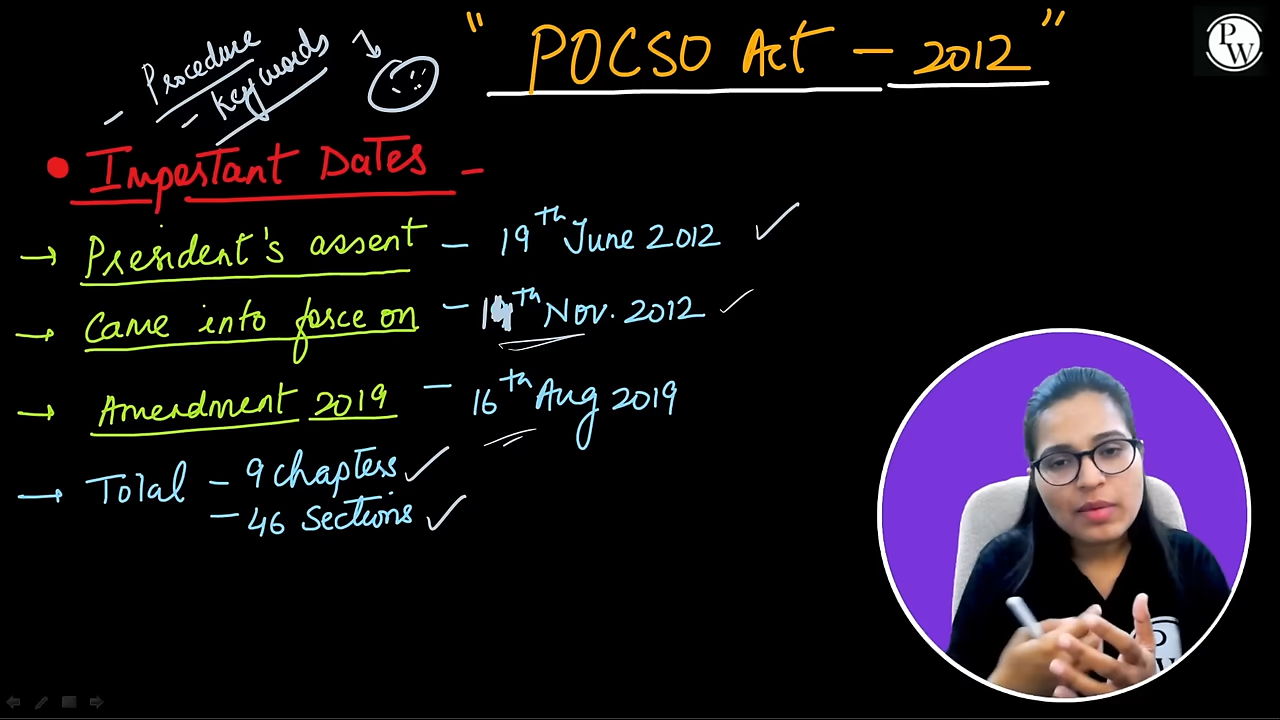 " POCSO Act - 2012 "
PW
- Procedure
- Keywords
• Important Dates -
→ President's assent - 19th June 2012 ✓
→ Came into force on - 14th Nov. 2012 ✓
→ Amendment 2019 - 16th Aug 2019
→ Total - 9 chapters ✓
- 46 Sections ✓
P
W